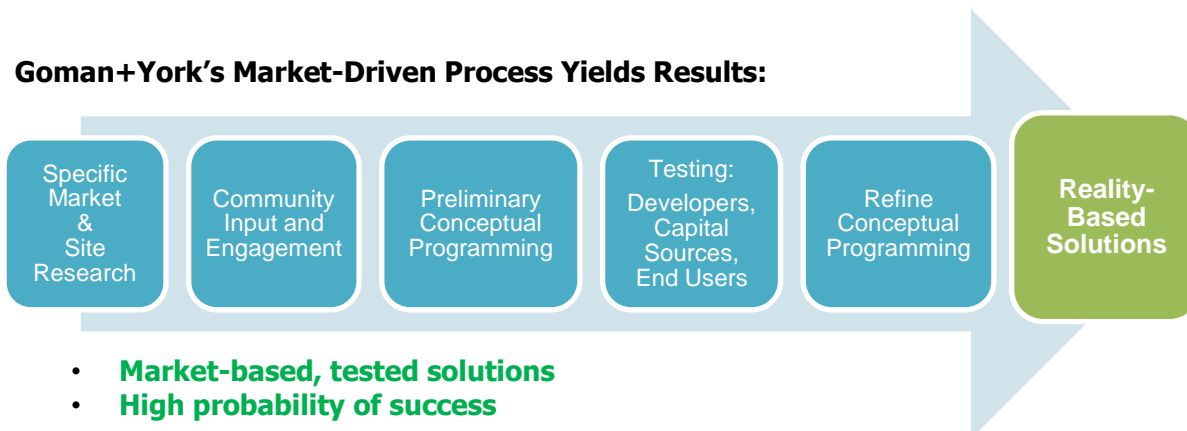 Goman+York's Market-Driven Process Yields Results:
Specific
Market
&
Site
Research
Community
Input and
Engagement
Preliminary
Conceptual
Programming
Testing:
Developers,
Capital
Sources,
End Users
Refine
Conceptual
Programming
Reality-
Based
Solutions
• Market-based, tested solutions
• High probability of success